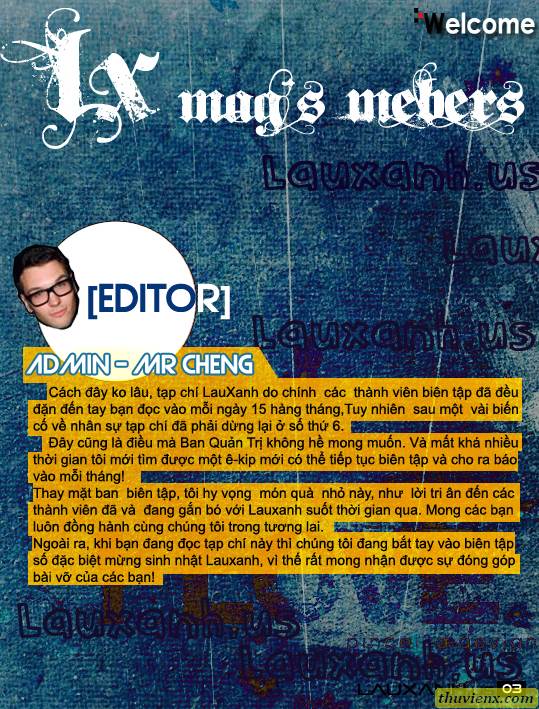 Welcome
Lx mag's mebers
Lauxanh.us
Lau
[EDITOR]
Lauxanh.us
ADMIN - MR CHENG
Cách đây ko lâu, tạp chí LauXanh do chính các thành viên biên tập đã đều
đặn đến tay bạn đọc vào mỗi ngày 15 hàng tháng,Tuy nhiên sau một vài biến
cố về nhân sự tạp chí đã phải dừng lại ở số thứ 6.
Đây cũng là điều mà Ban Quản Trị không hề mong muốn. Và mất khá nhiều
thời gian tôi mới tìm được một ê-kip mới có thể tiếp tục biên tập và cho ra báo
vào mỗi tháng!
Thay mặt ban biên tập, tôi hy vọng món quà nhỏ này, như lời tri ân đến các
thành viên đã và đang gắn bó với Lauxanh suốt thời gian qua. Mong các bạn
luôn đồng hành cùng chúng tôi trong tương lai.
Ngoài ra, khi bạn đang đọc tạp chí này thì chúng tôi đang bắt tay vào biên tập
số đặc biệt mừng sinh nhật Lauxanh, vì thế rất mong nhận được sự đóng góp
bài vỡ của các bạn!
Lauxanh.us
Lauxanh.us
03
thuvienx.com